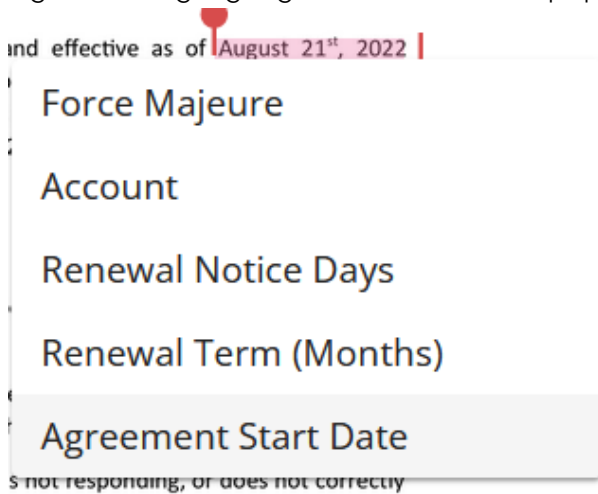 and effective as of August 21st, 2022
Force Majeure
Account
Renewal Notice Days
Renewal Term (Months)
Agreement Start Date
s not responding, or does not correctly